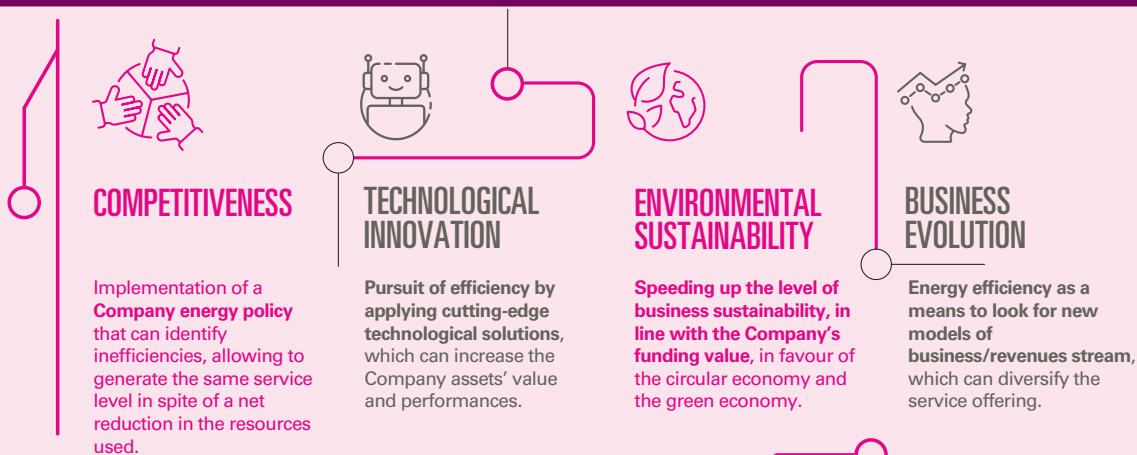 COMPETITIVENESS
Implementation of a
Company energy policy
that can identify
inefficiencies, allowing to
generate the same service
level in spite of a net
reduction in the resources
used.
TECHNOLOGICAL
INNOVATION
Pursuit of efficiency by
applying cutting-edge
technological solutions,
which can increase the
Company assets’ value
and performances.
ENVIRONMENTAL
SUSTAINABILITY
Speeding up the level of
business sustainability, in
line with the Company’s
funding value, in favour of
the circular economy and
the green economy.
BUSINESS
EVOLUTION
Energy efficiency as a
means to look for new
models of
business/revenues stream,
which can diversify the
service offering.